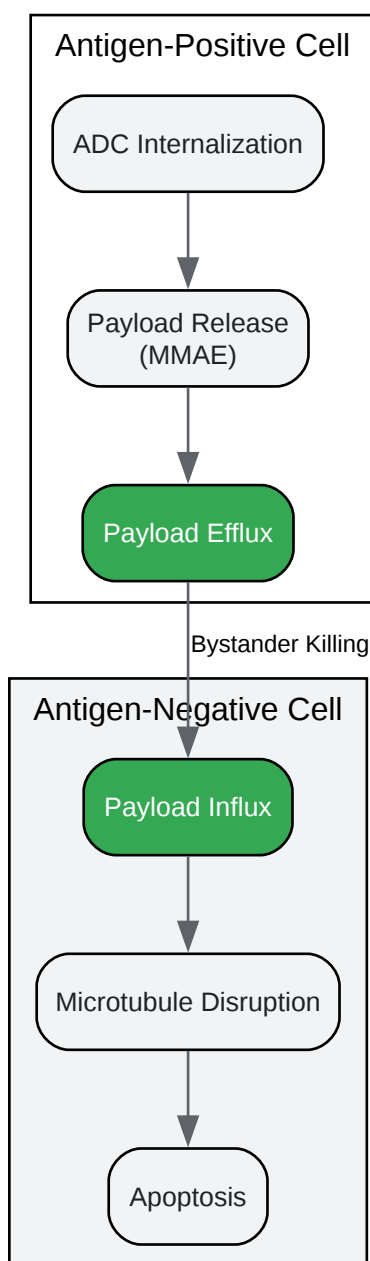 Antigen-Positive Cell
ADC Internalization
Payload Release
(MMAE)
Payload Efflux
Bystander Killing
Antigen-Negative Cell
Payload Influx
Microtubule Disruption
Apoptosis